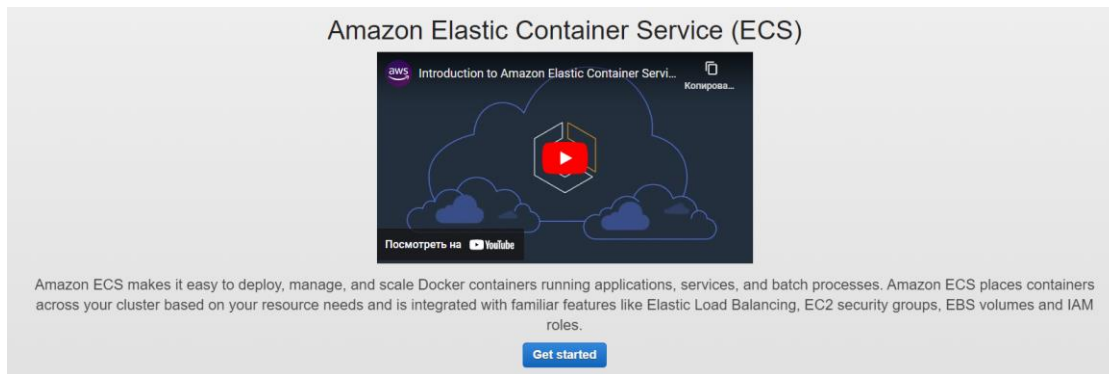 Amazon Elastic Container Service (ECS)
aws Introduction to Amazon Elastic Container Servi...
Копирова...
Посмотреть на YouTube
Amazon ECS makes it easy to deploy, manage, and scale Docker containers running applications, services, and batch processes. Amazon ECS places containers
across your cluster based on your resource needs and is integrated with familiar features like Elastic Load Balancing, EC2 security groups, EBS volumes and IAM
roles.
Get started